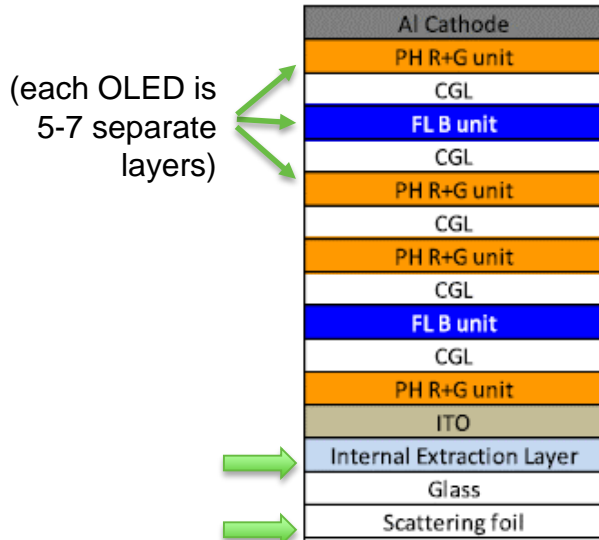 (each OLED is
5-7 separate
layers)
Al Cathode
PH R+G unit
CGL
FL B unit
CGL
PH R+G unit
CGL
PH R+G unit
CGL
FL B unit
CGL
PH R+G unit
ITO
Internal Extraction Layer
Glass
Scattering foil